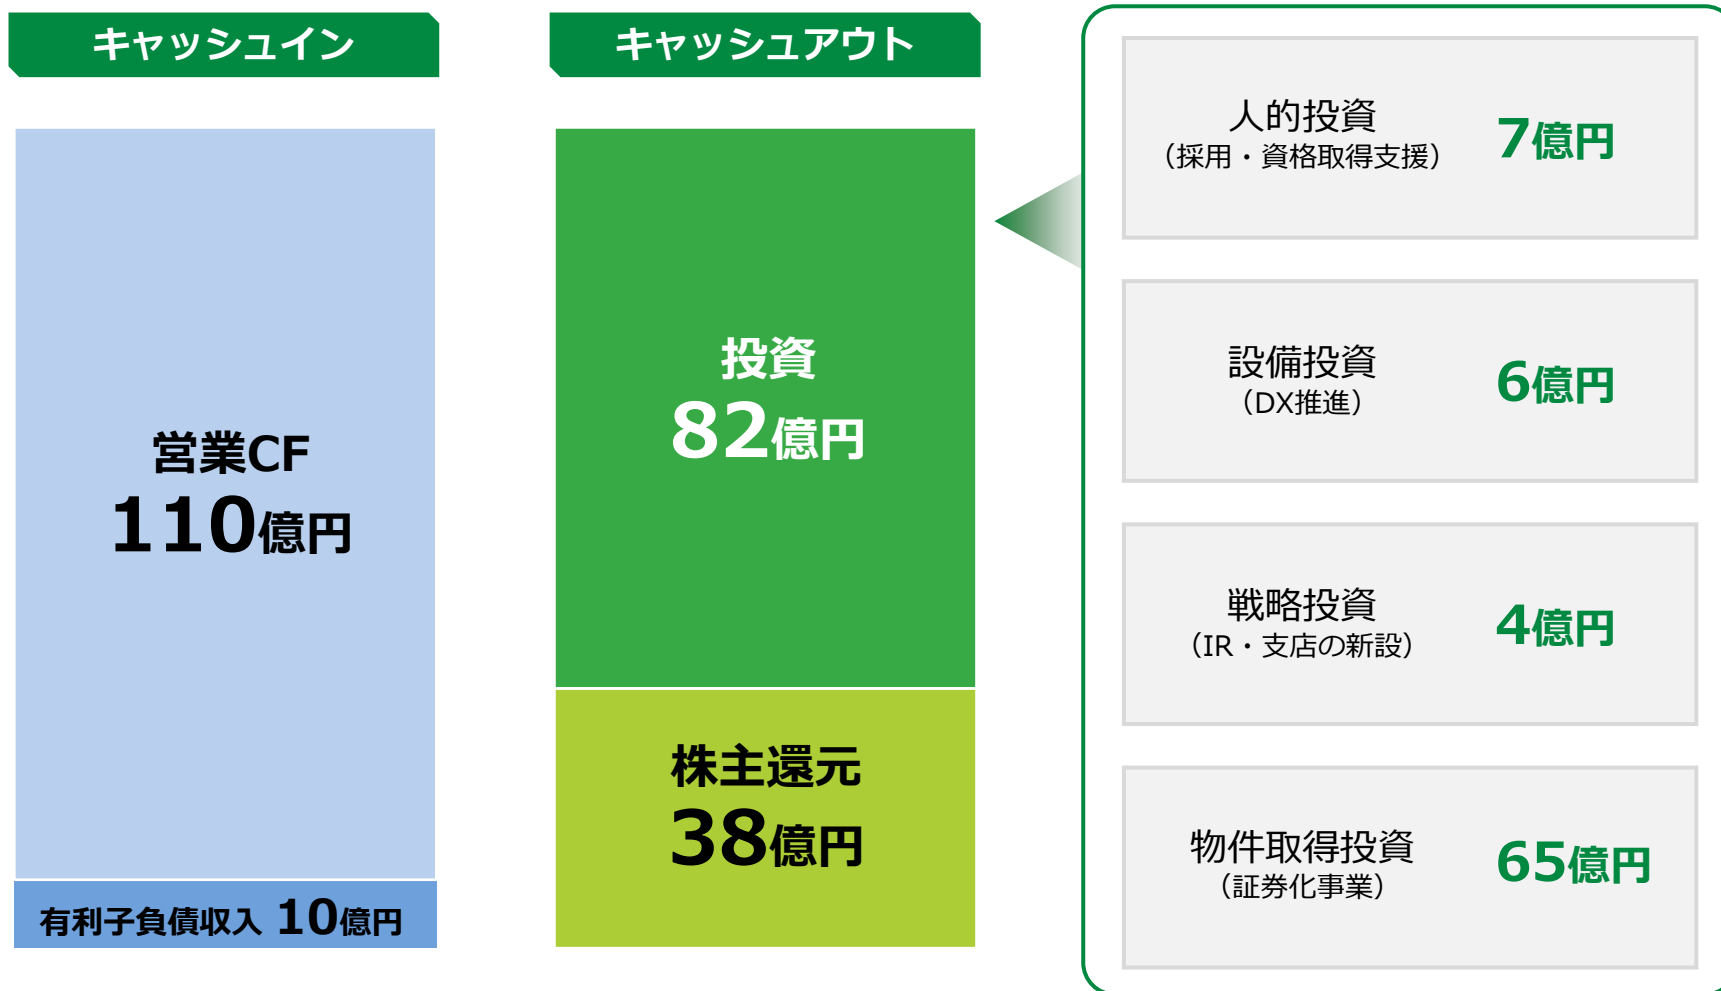 キャッシュイン
営業CF
110億円
有利子負債収入 10億円
キャッシュアウト
投資
82億円
株主還元
38億円
人的投資
（採用・資格取得支援）
7億円
設備投資
（DX推進）
6億円
戦略投資
（IR・支店の新設）
4億円
物件取得投資
（証券化事業）
65億円